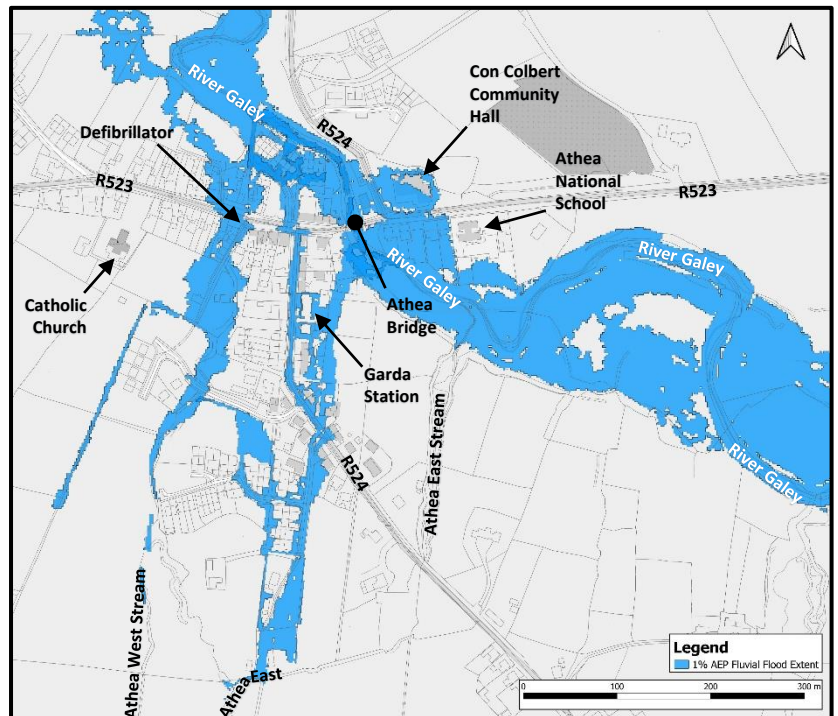 River Galey
R524
Con Colbert
Community
Hall
Defibrillator
Athea
National
School
R523
R523
River Galey
River Galey
Catholic
Church
Athea
Bridge
Garda
Station
R524
Athea East Stream
River Galey
Athea West Stream
Athea East
Legend
1% AEP Fluvial Flood Extent
0 100 200 300 m